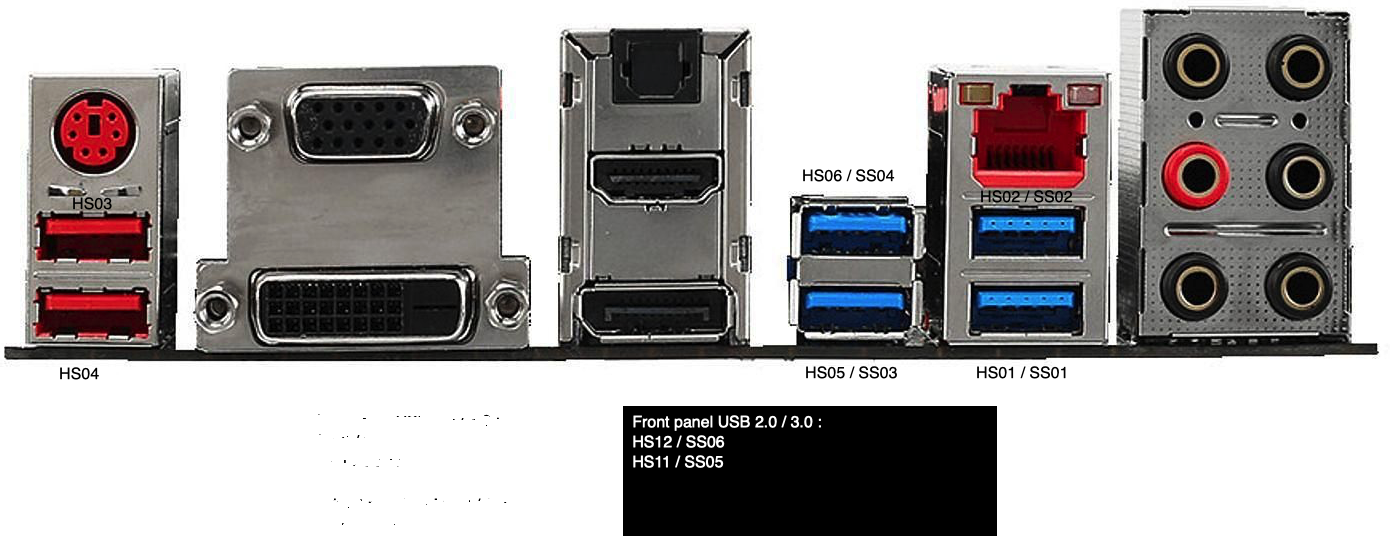 HS06 / SS04
HS03
HS02 / SS02
HS04
HS05 / SS03
HS01 / SS01
Front panel USB 2.0 / 3.0 :
HS12 / SS06
HS11 / SS05